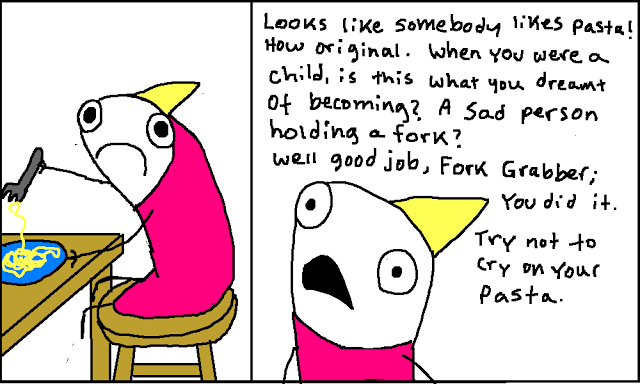 Looks like somebody likes pasta!
How original. When you were a
child, is this what you dreamt
of becoming? A sad person
holding a fork?
Well good job, Fork Grabber;
You did it.
Try not to
cry on your
pasta.